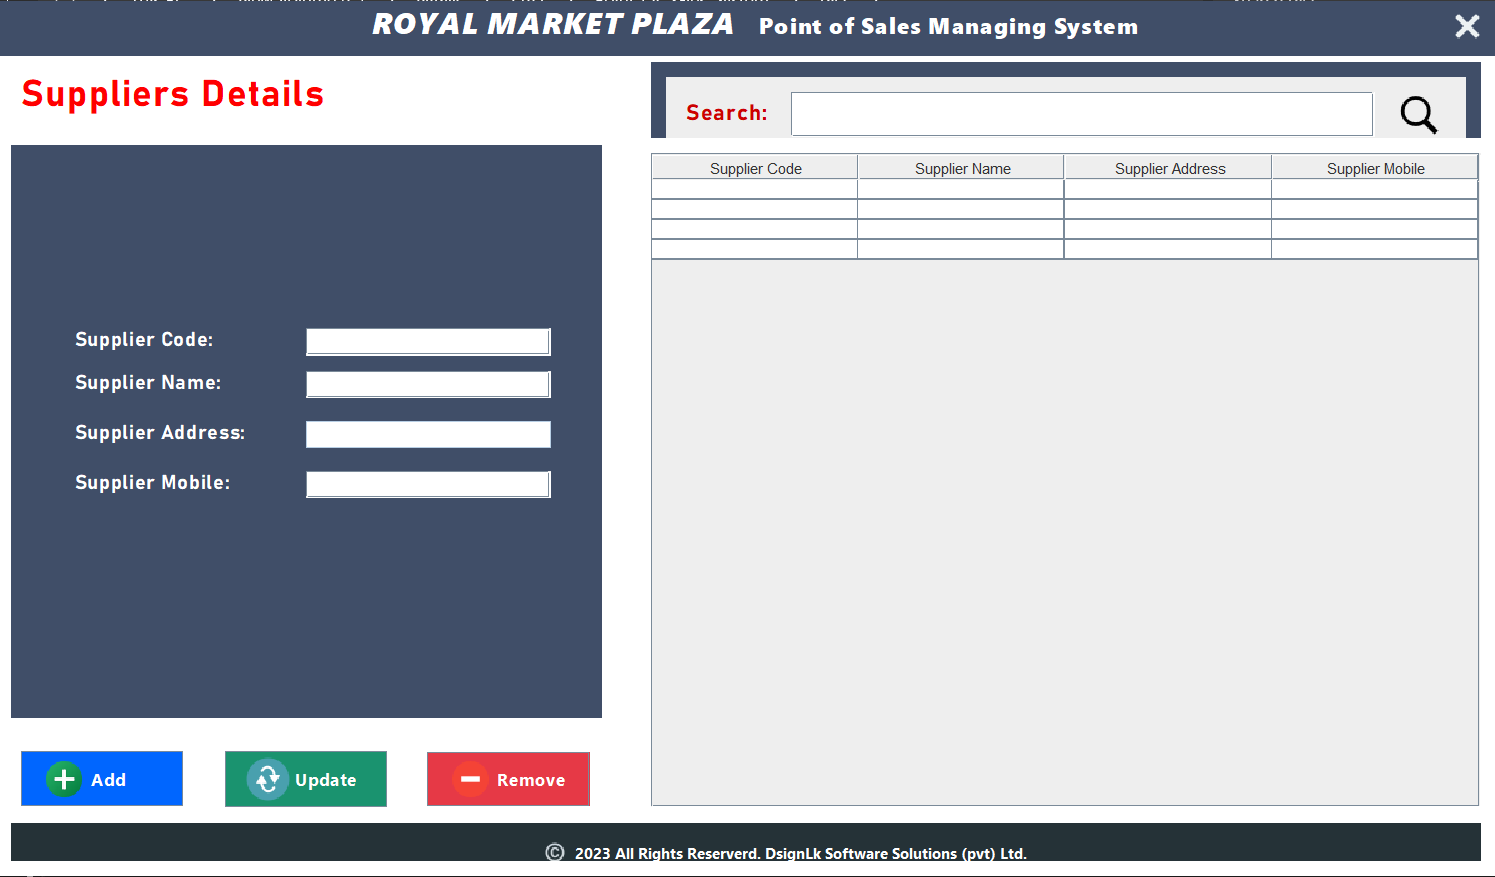 ROYAL MARKET PLAZA Point of Sales Managing System
Suppliers Details
Search:
Supplier Code Supplier Name Supplier Address Supplier Mobile
Supplier Code:
Supplier Name:
Supplier Address:
Supplier Mobile:
Add Update Remove
© 2023 All Rights Reserverd. DsignLk Software Solutions (pvt) Ltd.